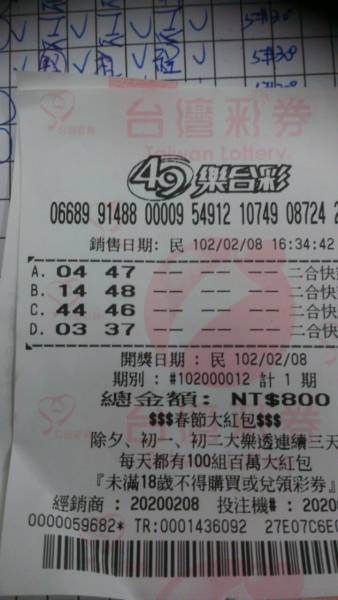 台灣彩券
Taiwan Lottery
49樂合彩
06689 91488 00009 54912 10749 08724 2
銷售日期: 民 102/02/08 16:34:42
A. 04 47 -- -- -- -- 二合快
B. 14 48 -- -- -- -- 二合快
C. 44 46 -- -- -- -- 二合快
D. 03 37 -- -- -- -- 二合快
開獎日期 : 民 102/02/08
期別 : #102000012 計 1 期
總金額: NT$800
$$$春節大紅包$$$
除夕、初一、初二大樂透連續三天
每天都有100組百萬大紅包
『未滿18歲不得購買或兌領彩券』
經銷商 : 20200208 投注機# : 2020
0000059682* TR:0001436092 27E07C6E